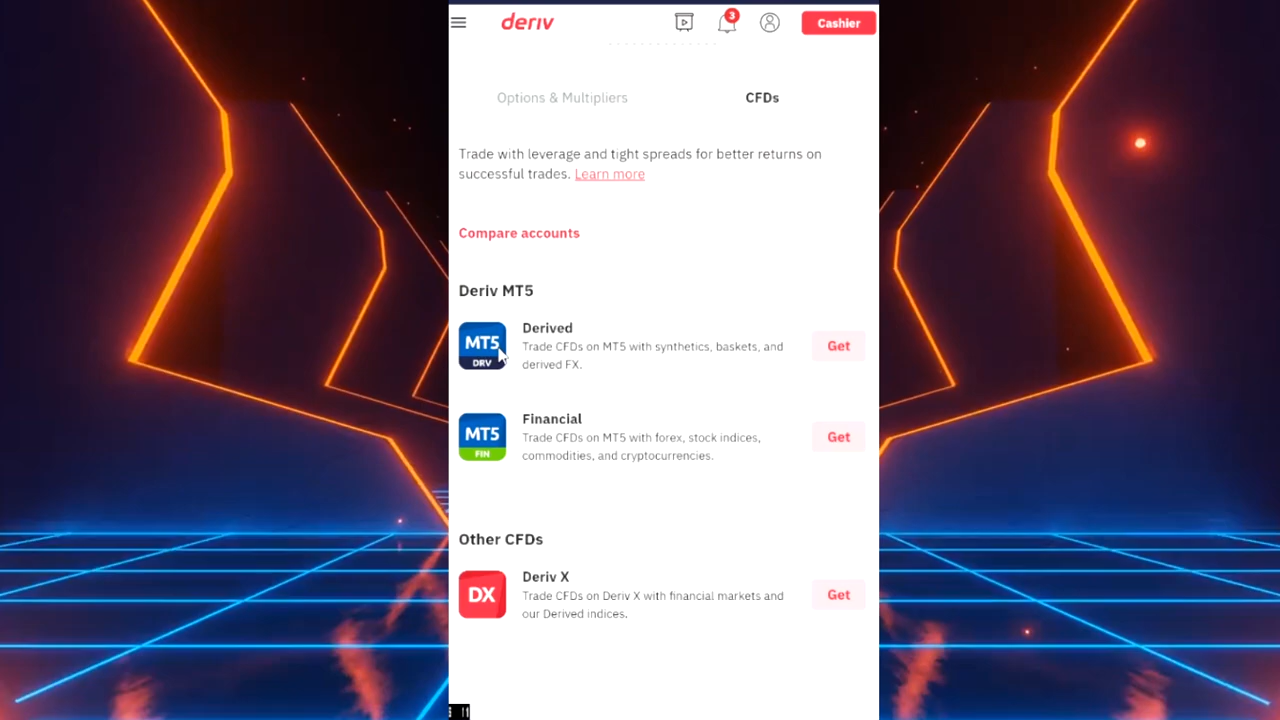 deriv
3
Cashier
Options & Multipliers
CFDs
Trade with leverage and tight spreads for better returns on
successful trades. Learn more
Compare accounts
Deriv MT5
MT5
DRV
Derived
Trade CFDs on MT5 with synthetics, baskets, and
derived FX.
Get
MT5
FIN
Financial
Trade CFDs on MT5 with forex, stock indices,
commodities, and cryptocurrencies.
Get
Other CFDs
DX
Deriv X
Trade CFDs on Deriv X with financial markets and
our Derived indices.
Get